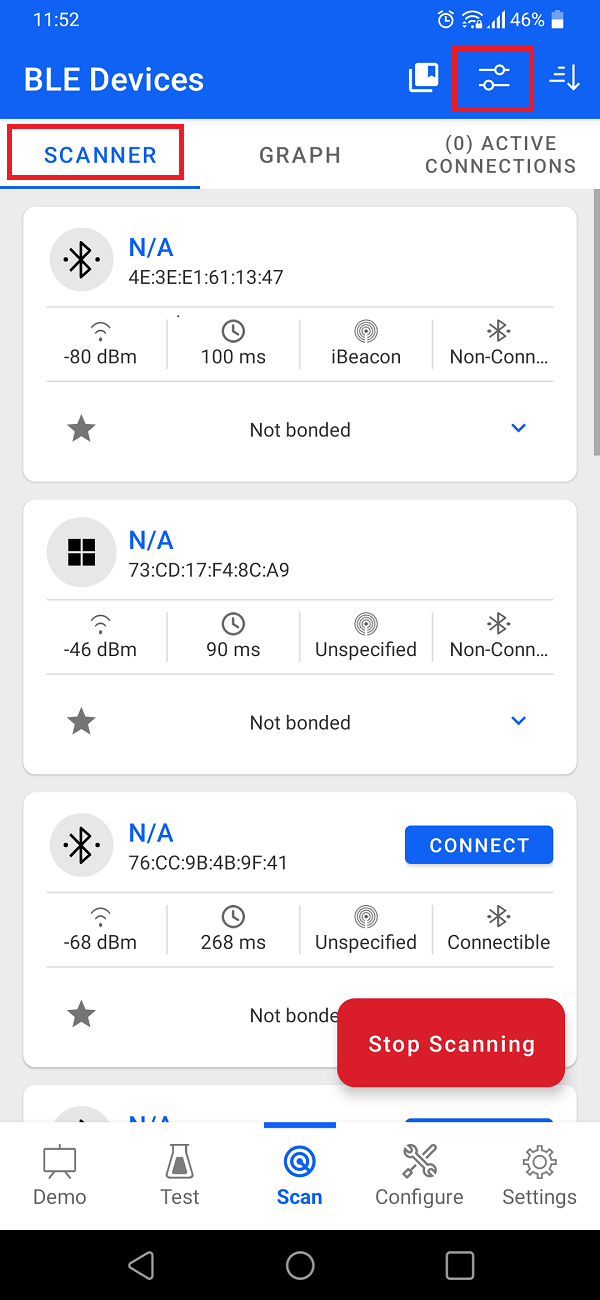 11:52
46%
BLE Devices
SCANNER
GRAPH
(0) ACTIVE
CONNECTIONS
N/A
4E:3E:E1:61:13:47
-80 dBm
100 ms
iBeacon
Non-Conn...
Not bonded
N/A
73:CD:17:F4:8C:A9
-46 dBm
90 ms
Unspecified
Non-Conn...
Not bonded
N/A
76:CC:9B:4B:9F:41
CONNECT
-68 dBm
268 ms
Unspecified
Connectible
Not bonde
Stop Scanning
Demo
Test
Scan
Configure
Settings